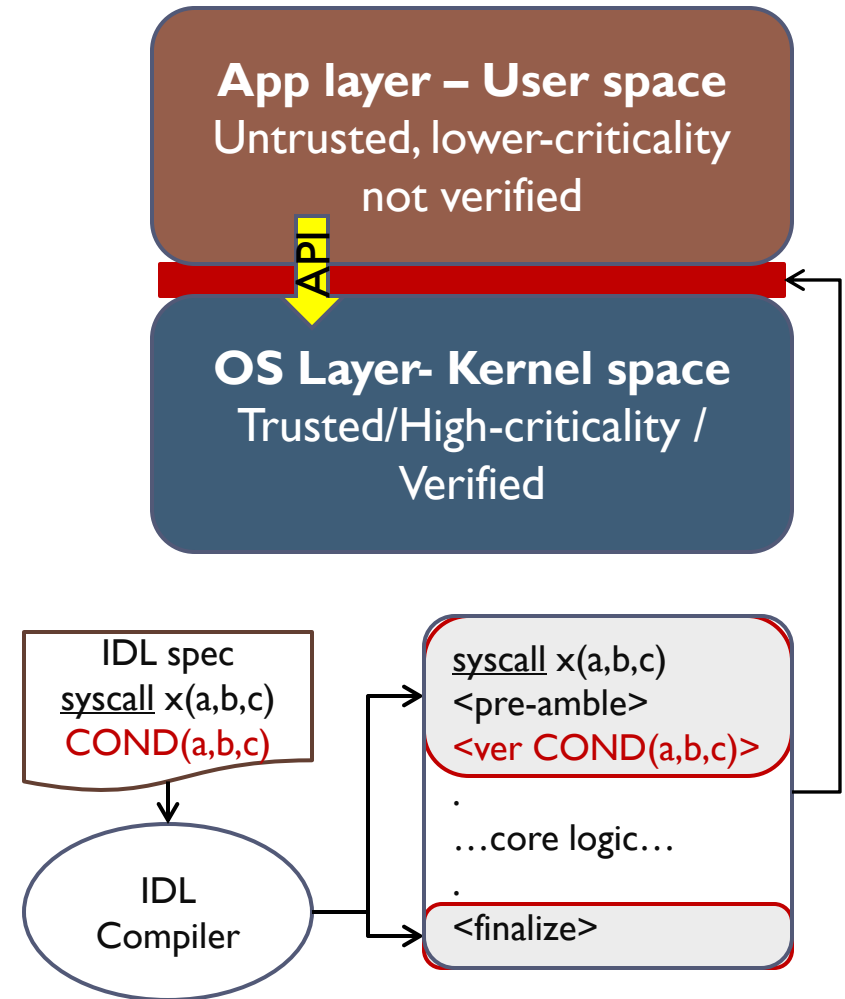 App layer – User space
Untrusted, lower-criticality
not verified
API
OS Layer- Kernel space
Trusted/High-criticality /
Verified
IDL spec
syscall x(a,b,c)
COND(a,b,c)
IDL
Compiler
syscall x(a,b,c)
<pre-amble>
<ver COND(a,b,c)>
.
…core logic…
.
<finalize>